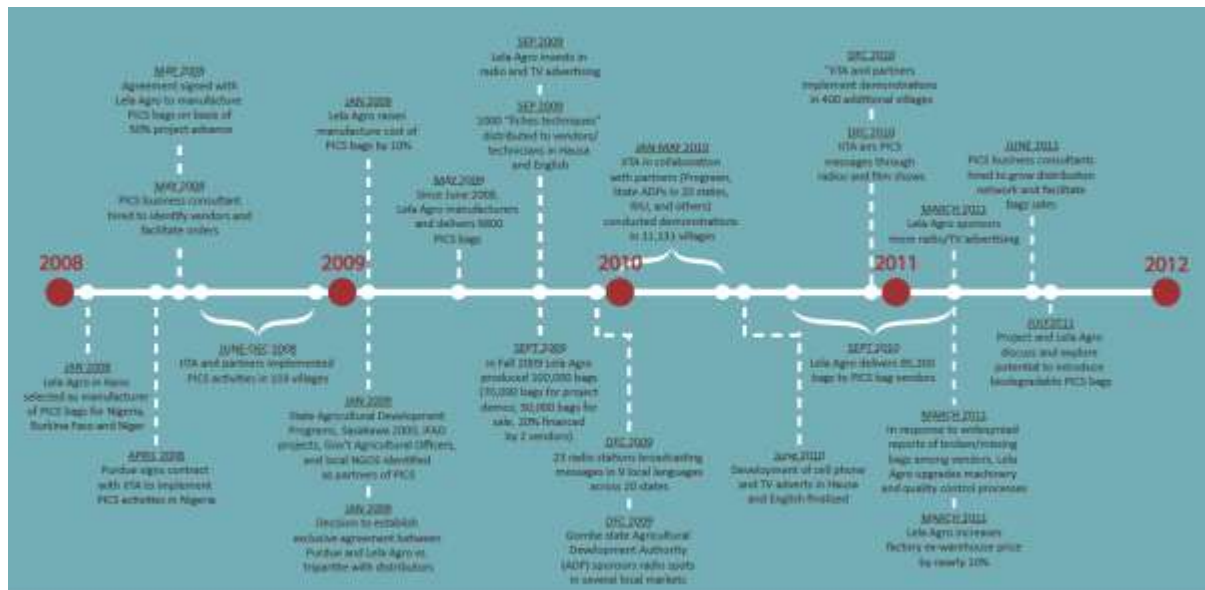 MAY 2008
Agreement signed with
Lela Agro to manufacture
PICS bags on basis of
50% project advance
MAY 2008
PICS business consultant
hired to identify vendors and
facilitate orders
JAN 2009
Lela Agro raises
manufacture cost of
PICS bags by 10%
MAY 2009
Since June 2008,
Lela Agro manufacturers
and delivers
PICS bags
SEP 2009
Lela Agro invests in
radio and TV advertising
SEP 2009
1000 "fiches techniques"
distributed to vendors/
technicians in Hausa
and English
JAN-MAY 2010
IITA in collaboration
with partners (Progreen,
State ADPs in 20 states,
and others)
conducted demonstrations
in villages
DEC 2010
"IITA and partners
implement demonstrations
in 400 additional villages
DEC 2010
IITA airs PICS
messages through
radios and film shows
MARCH 2011
Lela Agro sponsors
more radio/TV advertising
JUNE 2011
PICS business consultants
hired to grow distribution
network and facilitate
bags sales
2008
2009
2010
2011
2012
JAN 2008
Lela Agro in Kano
selected as manufacturer
of PICS bags for Nigeria,
Burkina Faso and Niger
APRIL 2008
Purdue signs contract
with IITA to implement
PICS activities in Nigeria
JUNE-DEC 2008
IITA and partners implemented
PICS activities in villages
JAN 2009
State Agricultural Development
Programs, Sasakawa 2000,
projects, Gov't Agricultural Officers,
and local NGOS identified
as partners of PICS
JAN 2009
Decision to establish
exclusive agreement between
Purdue and Lela Agro vs.
tripartite with distributors
SEPT 2009
In Fall 2009 Lela Agro
produced 100,000 bags
bags for project
demos, bags for
sale, 20% financed
by 2 vendors)
DEC 2009
23 radio stations broadcasting
messages in 9 local languages
across 20 states
DEC 2009
Gombe state Agricultural
Development Authority
(ADP) sponsors radio spots
in several local markets
June 2010
Development of cell phone
and TV adverts in Hausa
and English finalized
SEPT 2010
Lela Agro delivers
bags to PICS bag vendors
MARCH 2011
In response to widespread
reports of broken/missing
bags among vendors, Lela
Agro upgrades machinery
and quality control processes
MARCH 2011
Lela Agro increases
factory ex-warehouse price
by nearly 10%
JULY 2011
Project and Lela Agro
discuss and explore
potential to introduce
biodegradable PICS bags